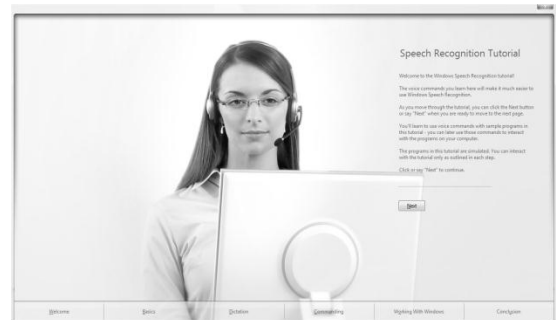 Speech Recognition Tutorial
Welcome to the Windows Speech Recognition tutorial!
The voice commands you learn here will make it much easier to
use Windows Speech Recognition.
As you move through the tutorial, you can click the Next button
or say "Next" when you are ready to move to the next page.
You'll learn to use voice commands with sample programs in
this tutorial - you can later use those commands to interact
with the programs on your computer.
The programs in this tutorial are simulated. You can interact
with the tutorial only as outlined in each step.
Click or say "Next" to continue.
Next
Welcome Basics Dictation Commanding Working With Windows Conclusion